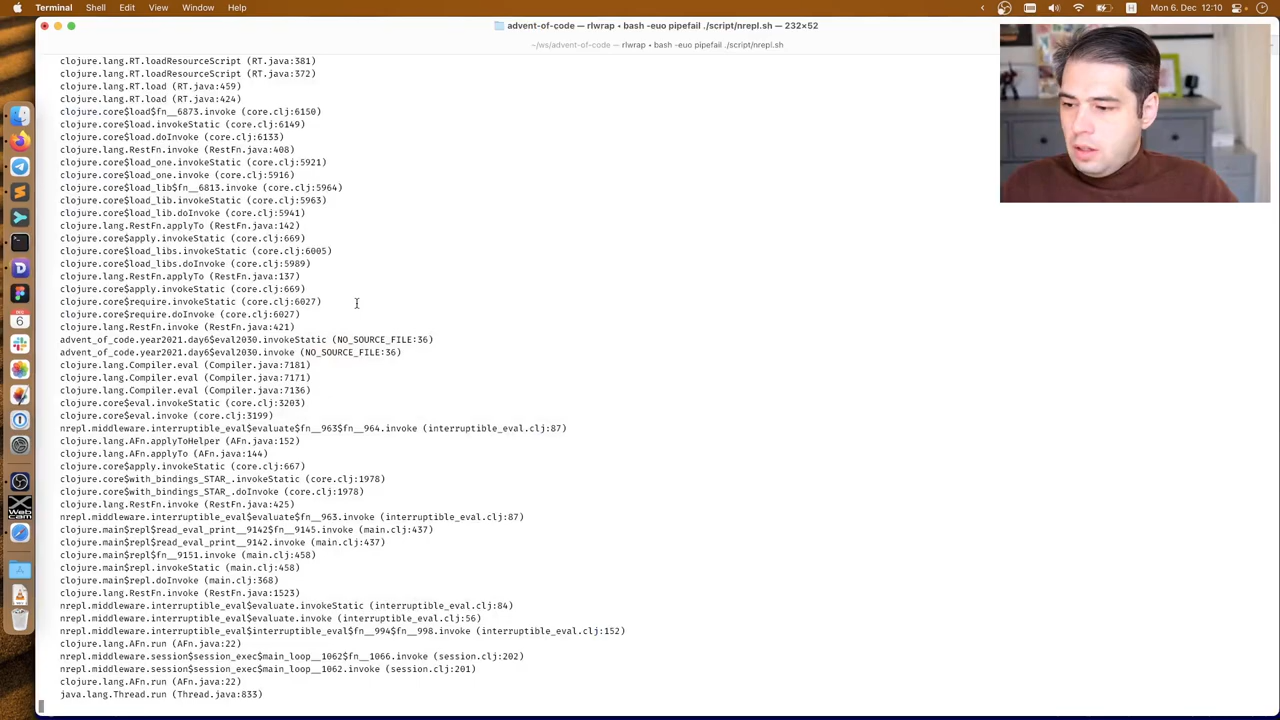 Terminal Shell Edit View Window Help
Mon 6. Dec 12:10
advent-of-code — rlwrap • bash -euo pipefail ./script/nrepl.sh — 232×52
~/ws/advent-of-code — rlwrap • bash -euo pipefail ./script/nrepl.sh
clojure.lang.RT.loadResourceScript (RT.java:381)
clojure.lang.RT.loadResourceScript (RT.java:372)
clojure.lang.RT.load (RT.java:459)
clojure.lang.RT.load (RT.java:424)
clojure.core$load$fn__6873.invoke (core.clj:6150)
clojure.core$load.invokeStatic (core.clj:6149)
clojure.core$load.doInvoke (core.clj:6133)
clojure.lang.RestFn.invoke (RestFn.java:408)
clojure.core$load_one.invokeStatic (core.clj:5921)
clojure.core$load_one.invoke (core.clj:5916)
clojure.core$load_lib$fn__6813.invoke (core.clj:5964)
clojure.core$load_lib.invokeStatic (core.clj:5963)
clojure.core$load_lib.doInvoke (core.clj:5941)
clojure.lang.RestFn.applyTo (RestFn.java:142)
clojure.core$apply.invokeStatic (core.clj:669)
clojure.core$load_libs.invokeStatic (core.clj:6005)
clojure.core$load_libs.doInvoke (core.clj:5989)
clojure.lang.RestFn.applyTo (RestFn.java:137)
clojure.core$apply.invokeStatic (core.clj:669)
clojure.core$require.invokeStatic (core.clj:6027)
clojure.core$require.doInvoke (core.clj:6027)
clojure.lang.RestFn.invoke (RestFn.java:421)
advent_of_code.year2021.day6$eval2030.invokeStatic (NO_SOURCE_FILE:36)
advent_of_code.year2021.day6$eval2030.invoke (NO_SOURCE_FILE:36)
clojure.lang.Compiler.eval (Compiler.java:7181)
clojure.lang.Compiler.eval (Compiler.java:7171)
clojure.lang.Compiler.eval (Compiler.java:7136)
clojure.core$eval.invokeStatic (core.clj:3203)
clojure.core$eval.invoke (core.clj:3199)
nrepl.middleware.interruptible_eval$evaluate$fn__963$fn__964.invoke (interruptible_eval.clj:87)
clojure.lang.AFn.applyToHelper (AFn.java:152)
clojure.lang.AFn.applyTo (AFn.java:144)
clojure.core$apply.invokeStatic (core.clj:667)
clojure.core$with_bindings_STAR_.invokeStatic (core.clj:1978)
clojure.core$with_bindings_STAR_.doInvoke (core.clj:1978)
clojure.lang.RestFn.invoke (RestFn.java:425)
nrepl.middleware.interruptible_eval$evaluate$fn__963.invoke (interruptible_eval.clj:87)
clojure.main$repl$read_eval_print__9142$fn__9145.invoke (main.clj:437)
clojure.main$repl$read_eval_print__9142.invoke (main.clj:437)
clojure.main$repl$fn__9151.invoke (main.clj:458)
clojure.main$repl.invokeStatic (main.clj:458)
clojure.main$repl.doInvoke (main.clj:368)
clojure.lang.RestFn.invoke (RestFn.java:1523)
nrepl.middleware.interruptible_eval$evaluate.invokeStatic (interruptible_eval.clj:84)
nrepl.middleware.interruptible_eval$evaluate.invoke (interruptible_eval.clj:56)
nrepl.middleware.interruptible_eval$interruptible_eval$fn__994$fn__998.invoke (interruptible_eval.clj:152)
clojure.lang.AFn.run (AFn.java:22)
nrepl.middleware.session$session_exec$main_loop__1062$fn__1066.invoke (session.clj:202)
nrepl.middleware.session$session_exec$main_loop__1062.invoke (session.clj:201)
clojure.lang.AFn.run (AFn.java:22)
java.lang.Thread.run (Thread.java:833)